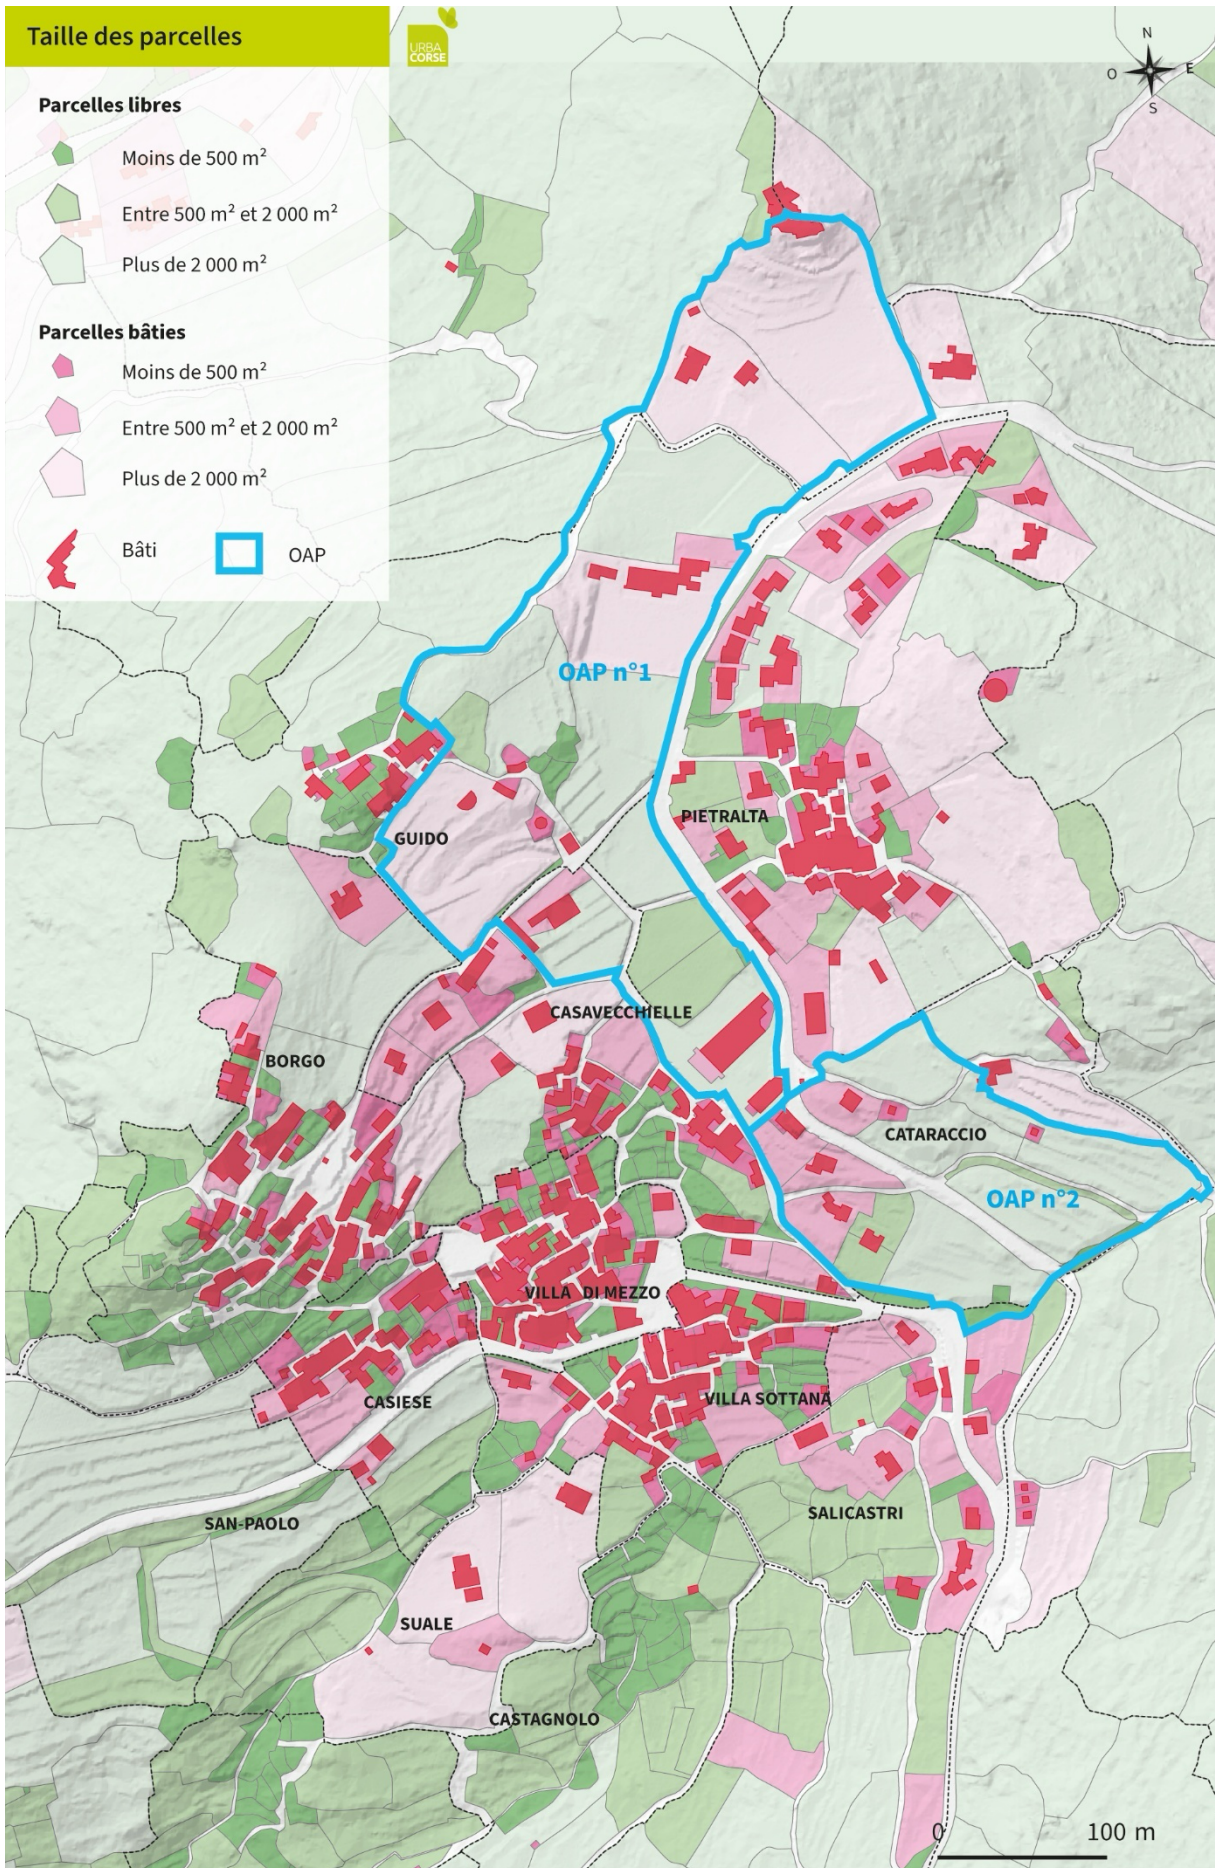 Taille des parcelles
URBA
CORSE
N
O
E
S
Parcelles libres
Moins de 500 m²
Entre 500 m² et 2 000 m²
Plus de 2 000 m²
Parcelles bâties
Moins de 500 m²
Entre 500 m² et 2 000 m²
Plus de 2 000 m²
Bâti
OAP
OAP n°1
PIETRALTA
GUIDO
CASAVECCHIELLE
BORGO
CATARACCIO
OAP n°2
VILLA DI MEZZO
CASIESE
VILLA SOTTANA
SALICASTRI
SAN-PAOLO
SUALE
CASTAGNOLO
0
100 m